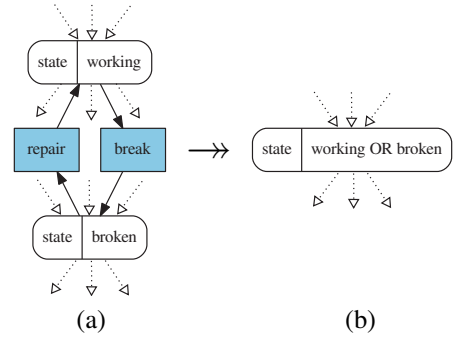 state working
repair break
state working OR broken
state broken
(a) (b)